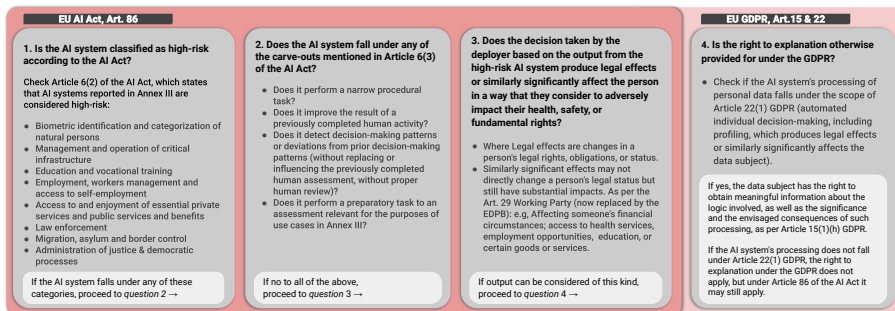 EU AI Act, Art. 86
1. Is the AI system classified as high-risk
according to the AI Act?
Check Article 6(2) of the AI Act, which states
that AI systems reported in Annex III are
considered high-risk:
● Biometric identification and categorization of
natural persons
● Management and operation of critical
infrastructure
● Education and vocational training
● Employment, workers management and
access to self-employment
● Access to and enjoyment of essential private
services and public services and benefits
● Law enforcement
● Migration, asylum and border control
● Administration of justice & democratic
processes
If the AI system falls under any of these
categories, proceed to question 2 →
2. Does the AI system fall under any of
the carve-outs mentioned in Article 6(3)
of the AI Act?
● Does it perform a narrow procedural
task?
● Does it improve the result of a
previously completed human activity?
● Does it detect decision-making patterns
or deviations from prior decision-making
patterns (without replacing or
influencing the previously completed
human assessment, without proper
human review)?
● Does it perform a preparatory task to an
assessment relevant for the purposes of
use cases in Annex III?
If no to all of the above,
proceed to question 3 →
3. Does the decision taken by the
deployer based on the output from the
high-risk AI system produce legal effects
or similarly significantly affect the person
in a way that they consider to adversely
impact their health, safety, or
fundamental rights?
● Where Legal effects are changes in a
person's legal rights, obligations, or status.
● Similarly significant effects may not
directly change a person's legal status but
still have substantial impacts. As per the
Art. 29 Working Party (now replaced by the
EDPB): e.g, Affecting someone's financial
circumstances; access to health services,
employment opportunities, education, or
certain goods or services.
If output can be considered of this kind,
proceed to question 4 →
EU GDPR, Art.15 & 22
4. Is the right to explanation otherwise
provided for under the GDPR?
● Check if the AI system's processing of
personal data falls under the scope of
Article 22(1) GDPR (automated
individual decision-making, including
profiling, which produces legal effects
or similarly significantly affects the
data subject).
If yes, the data subject has the right to
obtain meaningful information about the
logic involved, as well as the significance
and the envisaged consequences of such
processing, as per Article 15(1)(h) GDPR.
If the AI system's processing does not fall
under Article 22(1) GDPR, the right to
explanation under the GDPR does not
apply, but under Article 86 of the AI Act it
may still apply.